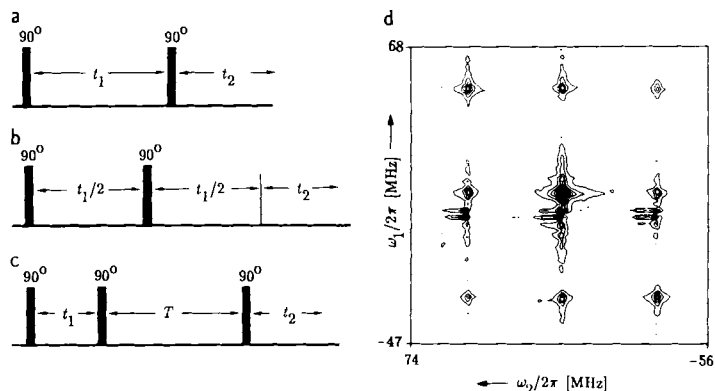 a
90°
90°
t₁
t₂
b
90°
90°
t₁/2
t₁/2
t₂
c
90°
90°
90°
t₁
T
t₂
d
68
ω₁/2π [MHz]
-47
74
-56
ω₂/2π [MHz]